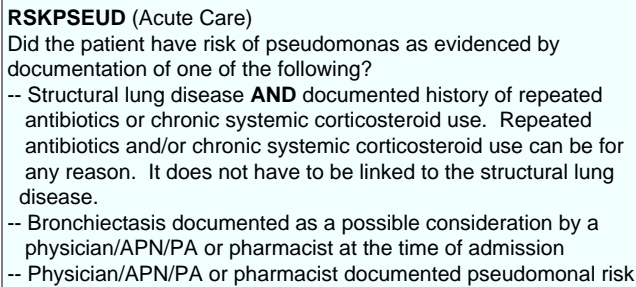 RSKPSEUD (Acute Care)
Did the patient have risk of pseudomonas as evidenced by
documentation of one of the following?
-- Structural lung disease AND documented history of repeated
antibiotics or chronic systemic corticosteroid use.  Repeated
antibiotics and/or chronic systemic corticosteroid use can be for
any reason.  It does not have to be linked to the structural lung
disease.
-- Bronchiectasis documented as a possible consideration by a
physician/APN/PA or pharmacist at the time of admission
-- Physician/APN/PA or pharmacist documented pseudomonal risk